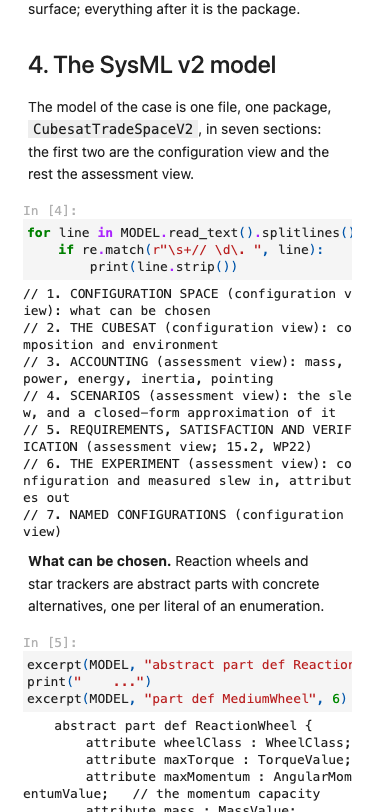 surface; everything after it is the package.
4. The SysML v2 model
The model of the case is one file, one package,
CubesatTradeSpaceV2 , in seven sections:
the first two are the configuration view and the
rest the assessment view.
In [4]:
for line in MODEL.read_text().splitlines()
    if re.match(r"\s+// \d\. ", line):
        print(line.strip())
// 1. CONFIGURATION SPACE (configuration v
iew): what can be chosen
// 2. THE CUBESAT (configuration view): co
mposition and environment
// 3. ACCOUNTING (assessment view): mass,
power, energy, inertia, pointing
// 4. SCENARIOS (assessment view): the sle
w, and a closed-form approximation of it
// 5. REQUIREMENTS, SATISFACTION AND VERIF
ICATION (assessment view; 15.2, WP22)
// 6. THE EXPERIMENT (assessment view): co
nfiguration and measured slew in, attribut
es out
// 7. NAMED CONFIGURATIONS (configuration
view)
What can be chosen. Reaction wheels and
star trackers are abstract parts with concrete
alternatives, one per literal of an enumeration.
In [5]:
excerpt(MODEL, "abstract part def Reaction
print("    ...")
excerpt(MODEL, "part def MediumWheel", 6)
    abstract part def ReactionWheel {
        attribute wheelClass : WheelClass;
        attribute maxTorque : TorqueValue;
        attribute maxMomentum : AngularMom
entumValue;   // the momentum capacity
        attribute mass : MassValue;